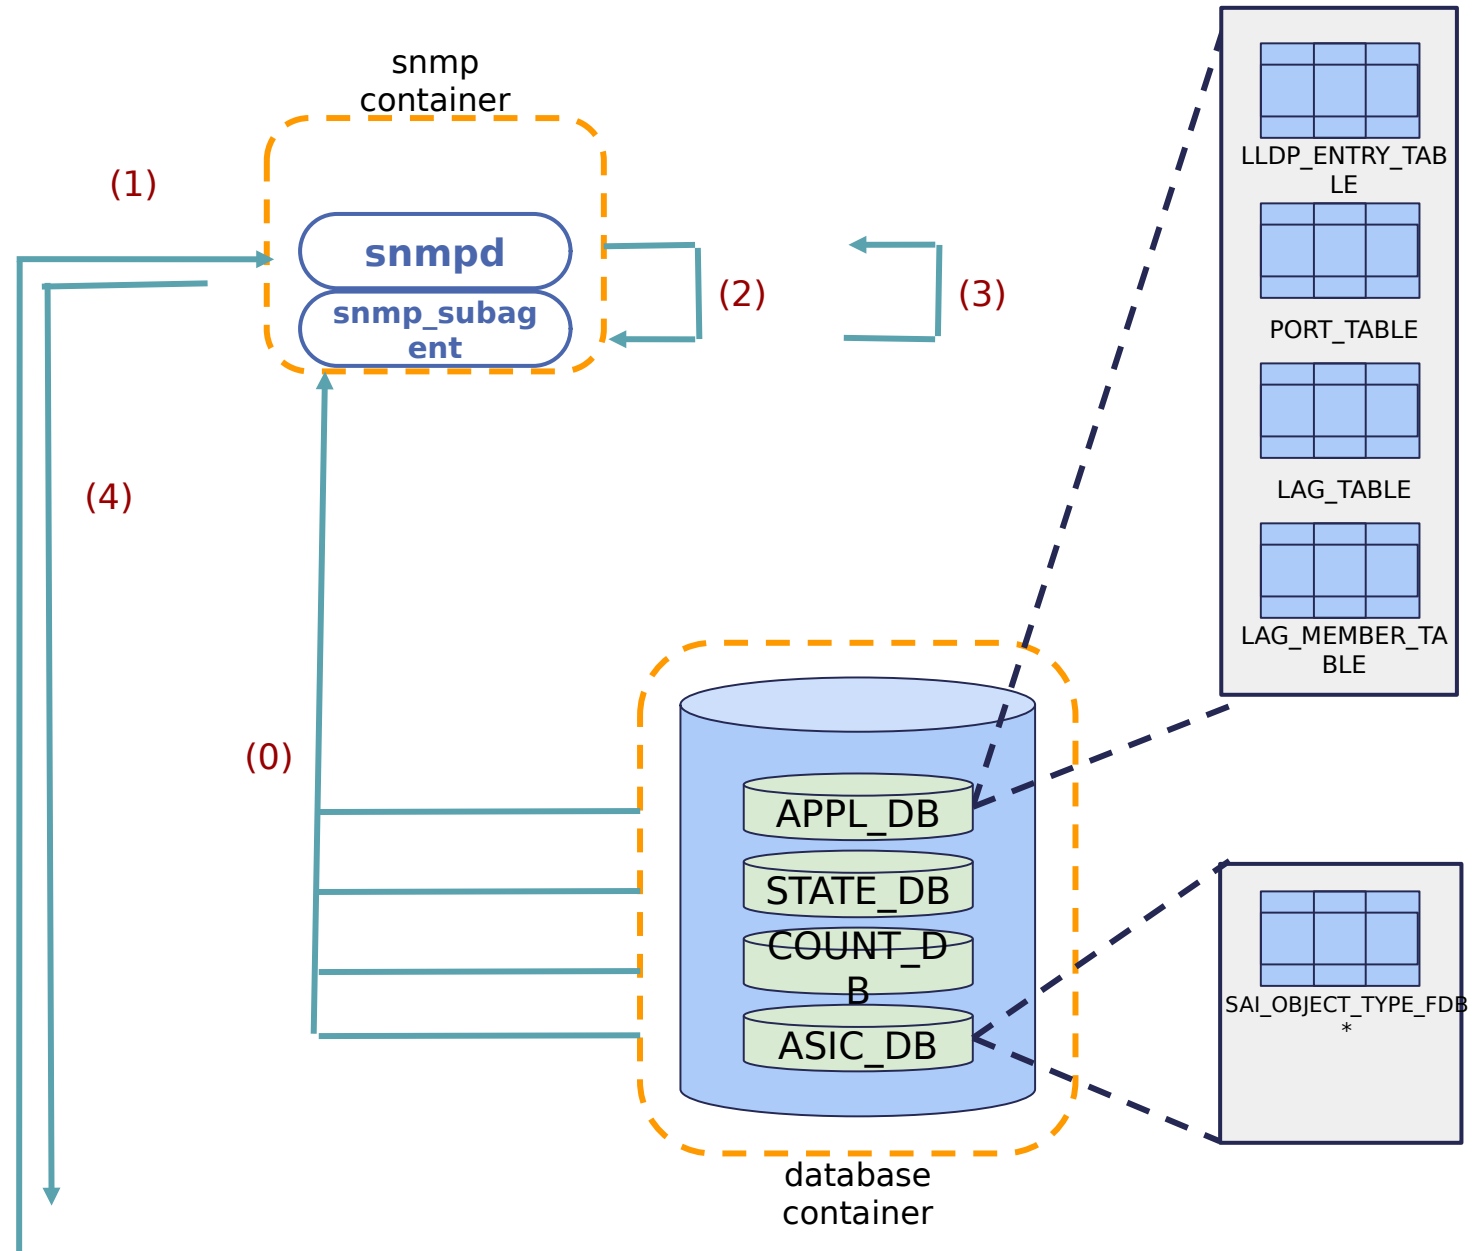 snmp
container
(1)
snmpd
snmp_subag
ent
(2)
(3)
(4)
(0)
APPL_DB
STATE_DB
COUNT_D
B
ASIC_DB
database
container
LLDP_ENTRY_TAB
LE
PORT_TABLE
LAG_TABLE
LAG_MEMBER_TA
BLE
SAI_OBJECT_TYPE_FDB
*